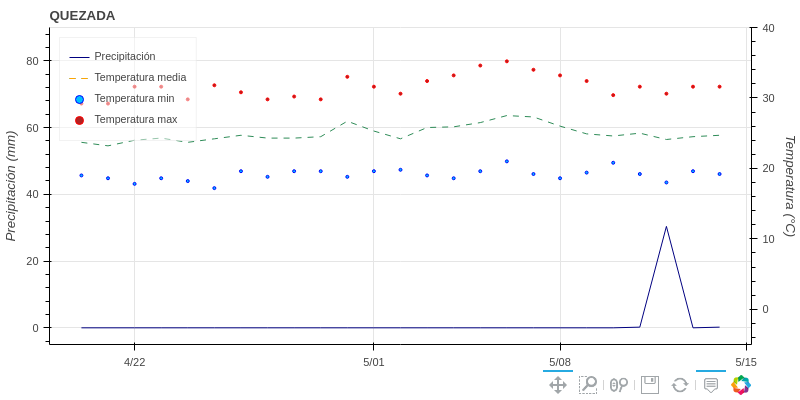 QUEZADA
Precipitación
Temperatura media
Temperatura min
Temperatura max
80
60
40
20
0
40
30
20
10
0
Precipitación (mm)
Temperatura (°C)
4/22
5/01
5/08
5/15